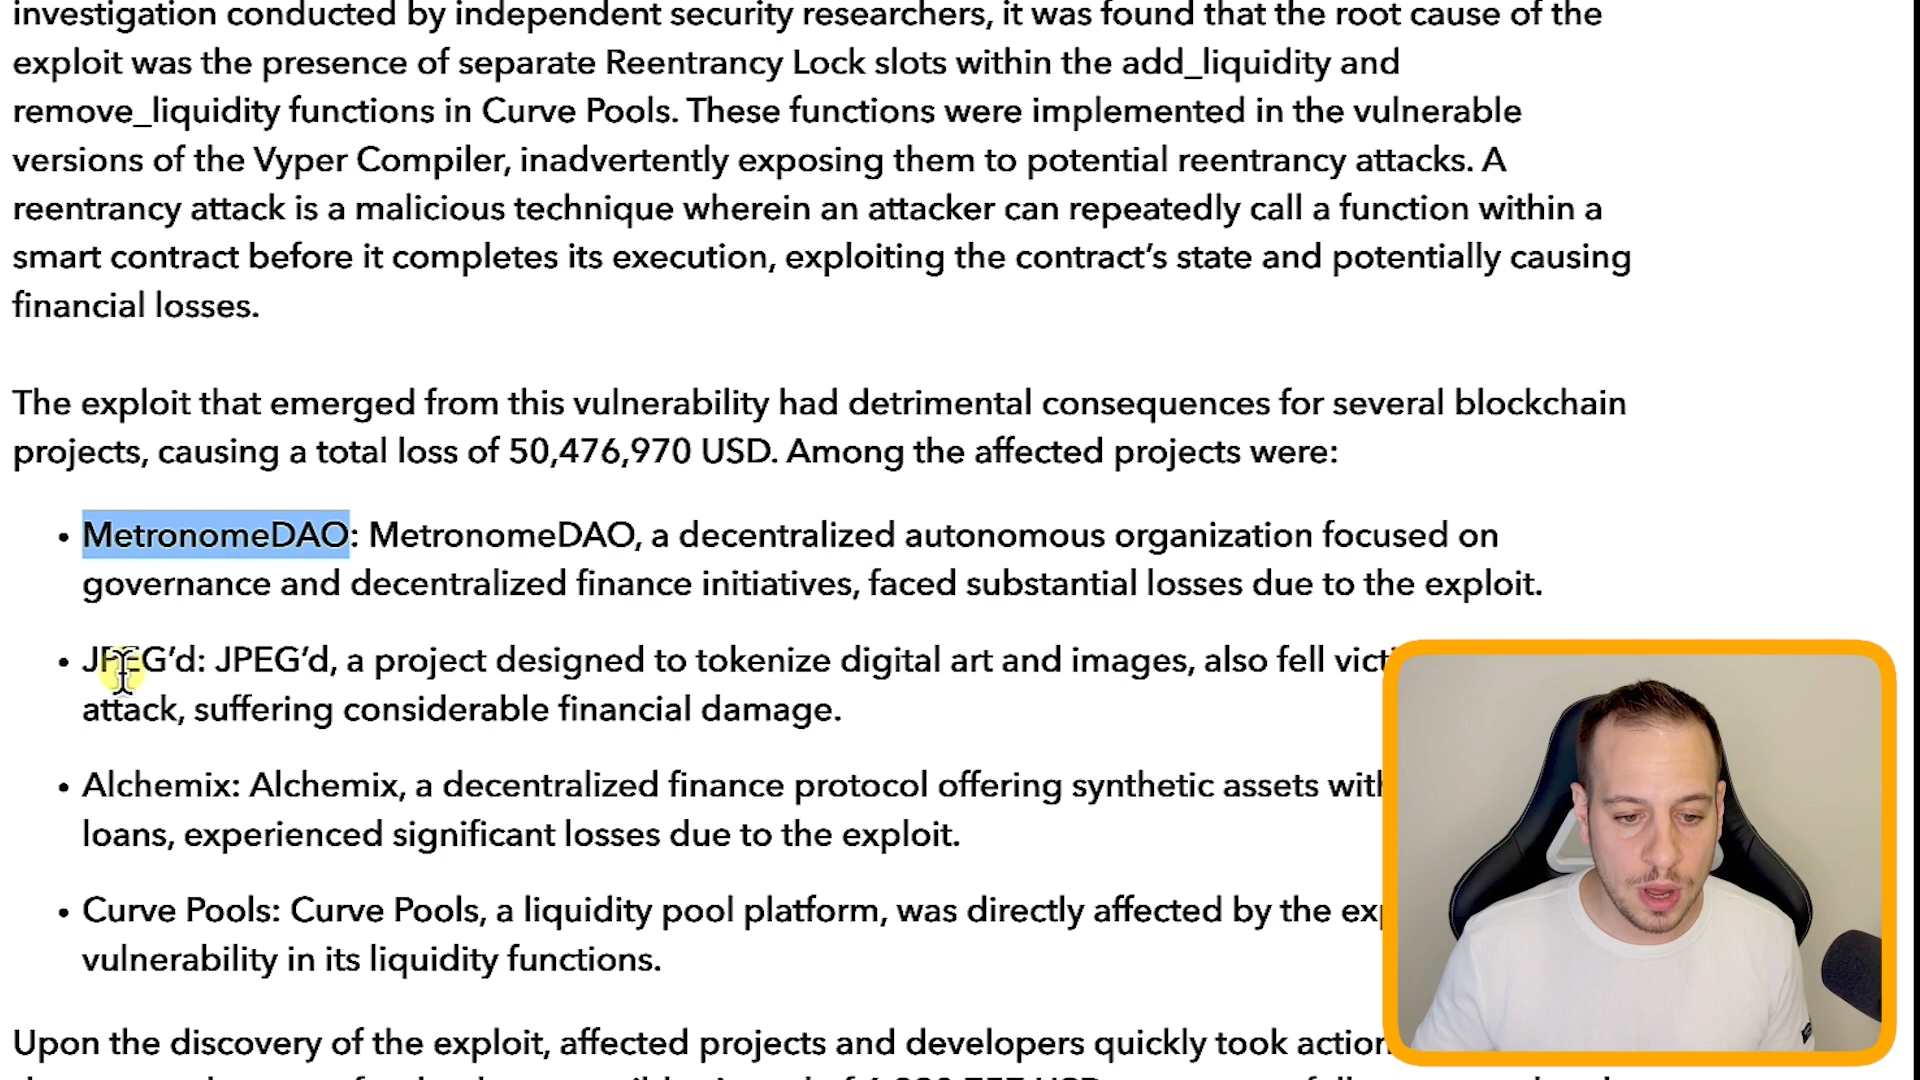 investigation conducted by independent security researchers, it was found that the root cause of the
exploit was the presence of separate Reentrancy Lock slots within the add_liquidity and
remove_liquidity functions in Curve Pools. These functions were implemented in the vulnerable
versions of the Vyper Compiler, inadvertently exposing them to potential reentrancy attacks. A
reentrancy attack is a malicious technique wherein an attacker can repeatedly call a function within a
smart contract before it completes its execution, exploiting the contract’s state and potentially causing
financial losses.
The exploit that emerged from this vulnerability had detrimental consequences for several blockchain
projects, causing a total loss of 50,476,970 USD. Among the affected projects were:
• MetronomeDAO: MetronomeDAO, a decentralized autonomous organization focused on
governance and decentralized finance initiatives, faced substantial losses due to the exploit.
• JPEG’d: JPEG’d, a project designed to tokenize digital art and images, also fell
attack, suffering considerable financial damage.
• Alchemix: Alchemix, a decentralized finance protocol offering synthetic assets
loans, experienced significant losses due to the exploit.
• Curve Pools: Curve Pools, a liquidity pool platform, was directly affected by the
vulnerability in its liquidity functions.
Upon the discovery of the exploit, affected projects and developers quickly took action